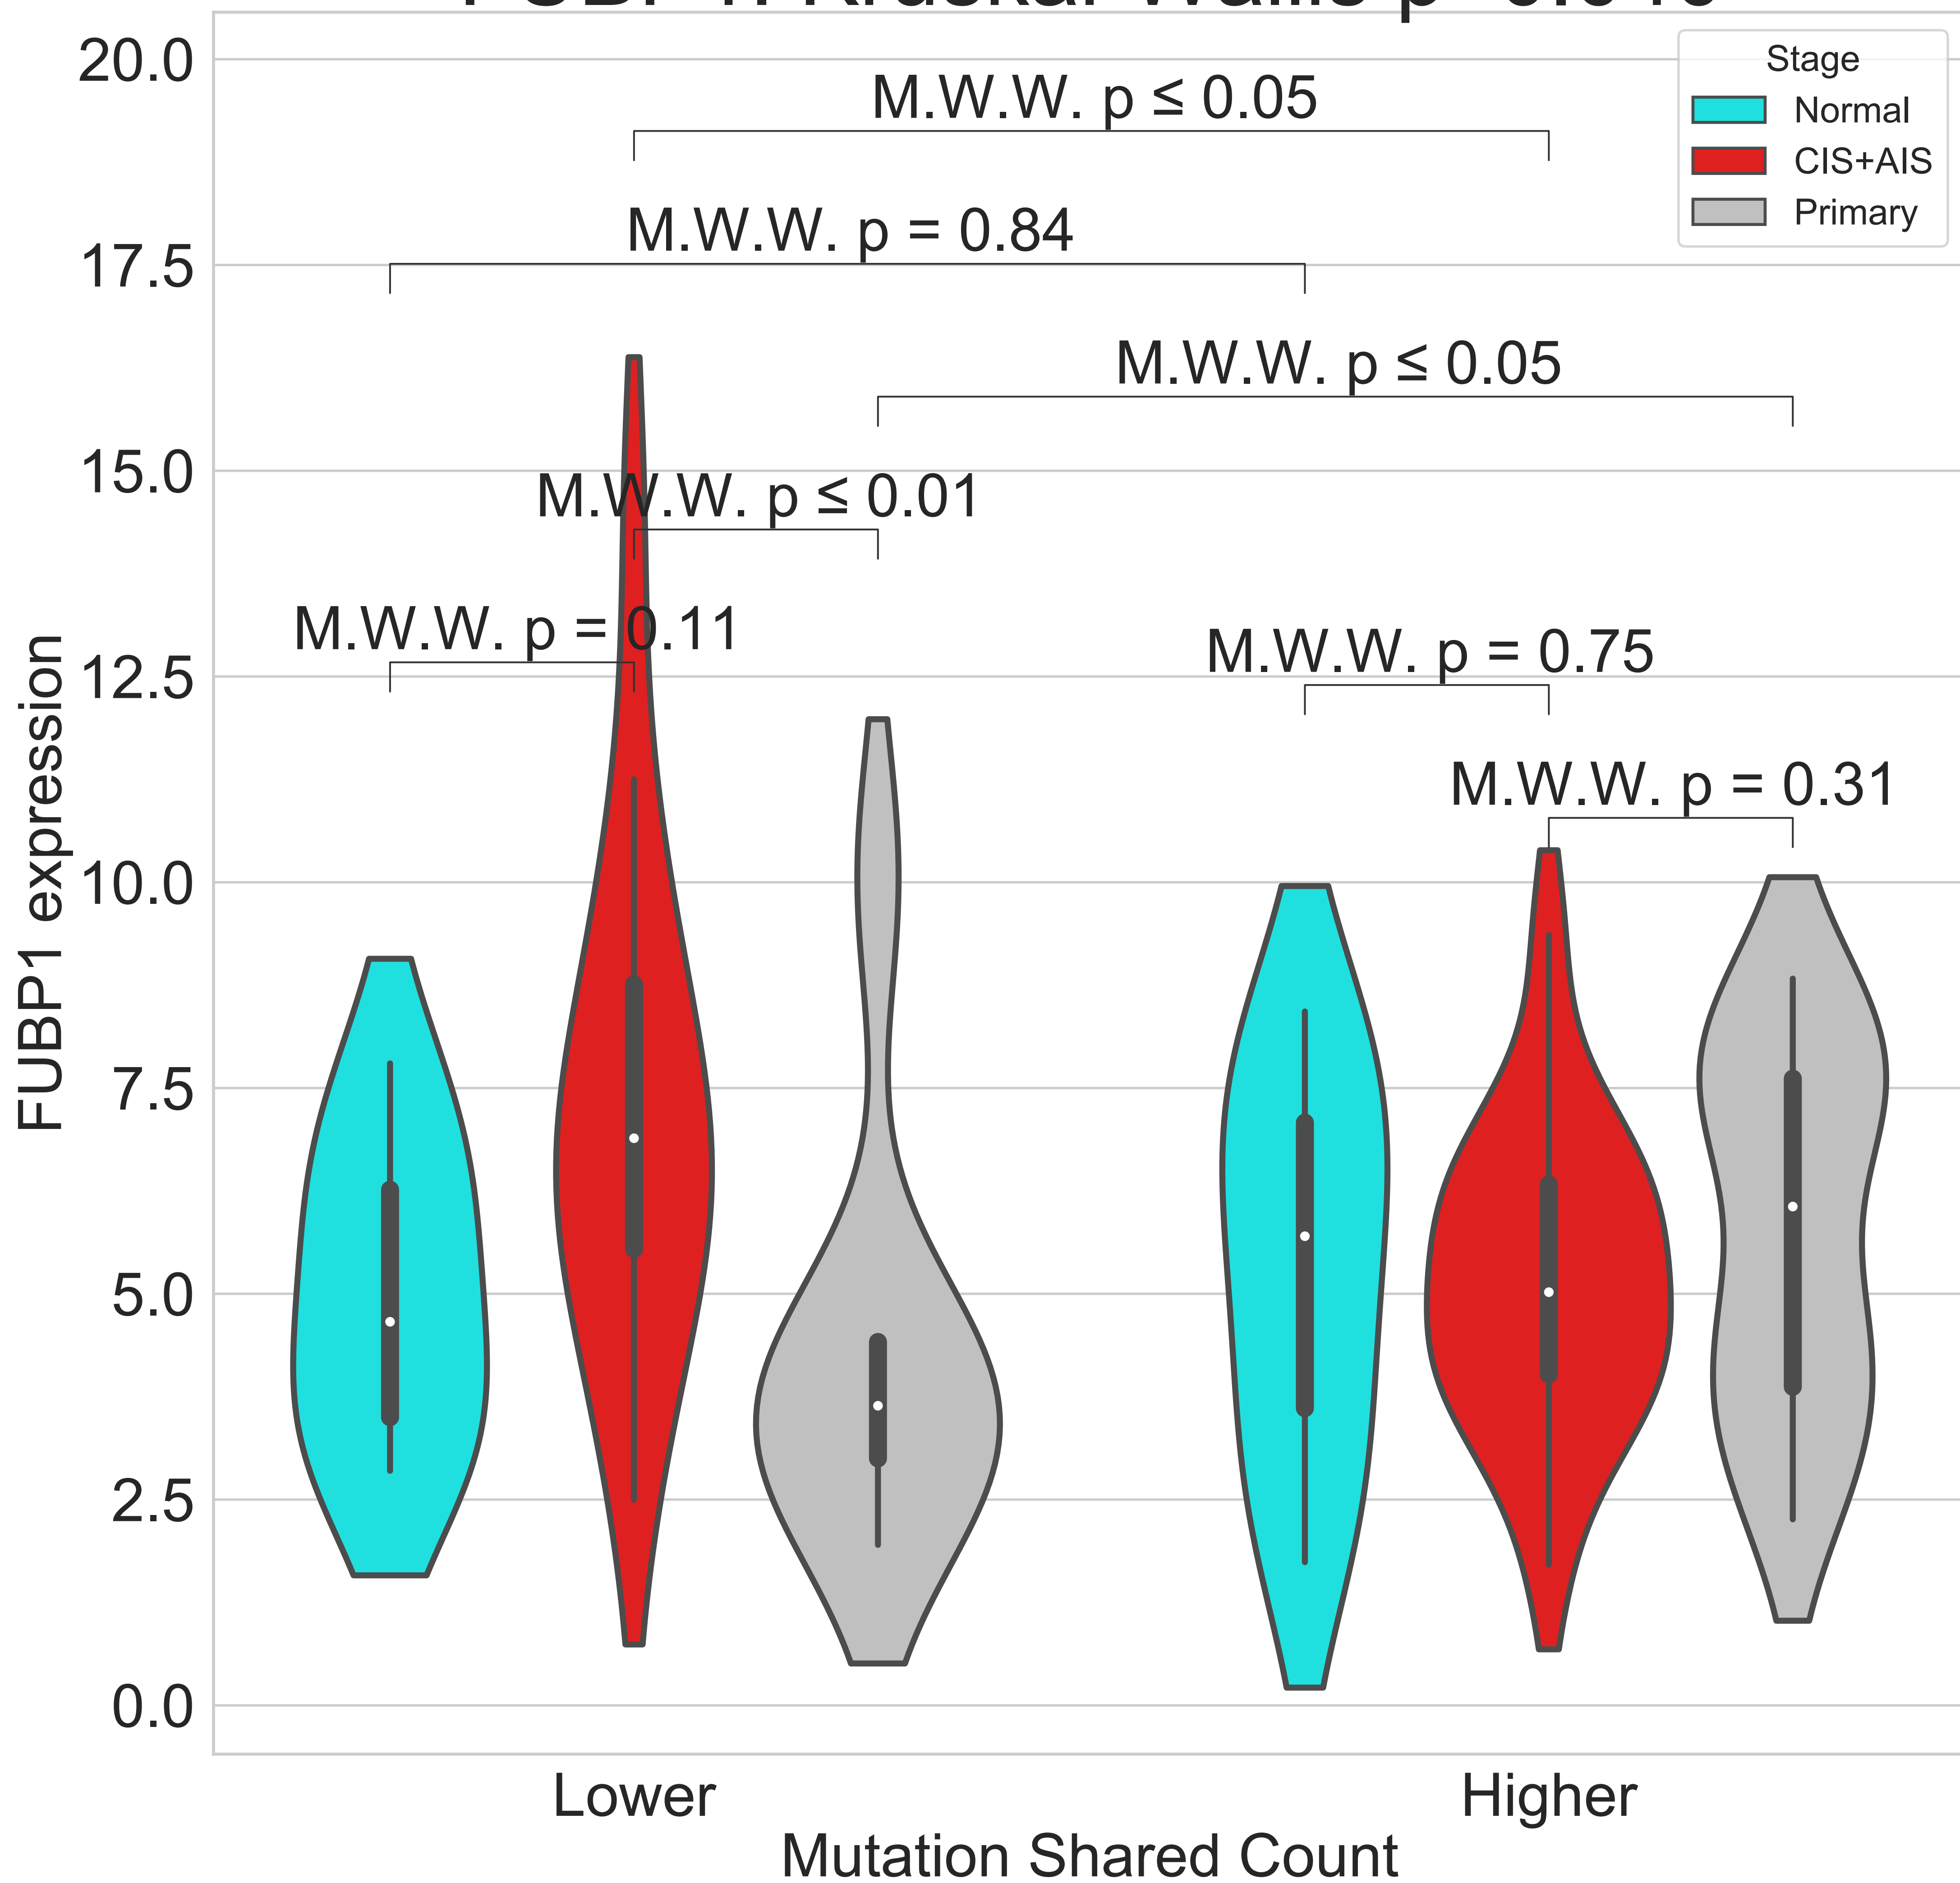 20.0
17.5
15.0
12.5
10.0
7.5
5.0
2.5
0.0
FUBP1 expression
Stage
Normal
CIS+AIS
Primary
M.W.W. p ≤ 0.05
M.W.W. p = 0.84
M.W.W. p ≤ 0.05
M.W.W. p ≤ 0.01
M.W.W. p = 0.11
M.W.W. p = 0.75
M.W.W. p = 0.31
Lower
Higher
Mutation Shared Count